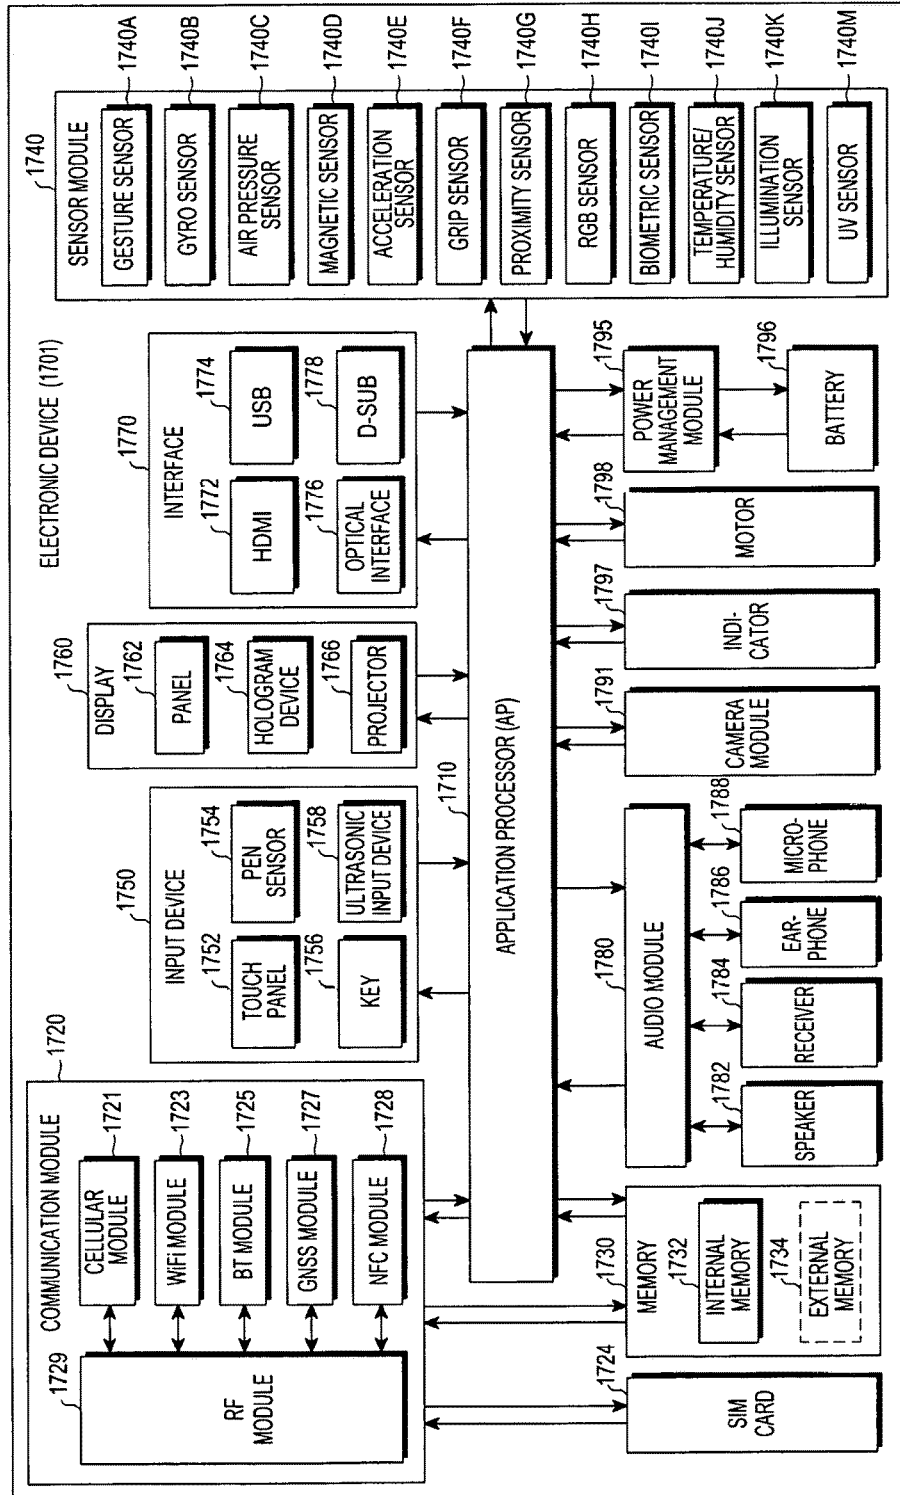 ELECTRONIC DEVICE (1701)
COMMUNICATION MODULE
1720
1729
RF
MODULE
CELLULAR
MODULE
1721
WiFi MODULE
1723
BT MODULE
1725
GNSS MODULE
1727
NFC MODULE
1728
1750
INPUT DEVICE
1752
TOUCH
PANEL
1754
PEN
SENSOR
1756
KEY
1758
ULTRASONIC
INPUT DEVICE
1760
DISPLAY
1762
PANEL
1764
HOLOGRAM
DEVICE
1766
PROJECTOR
1770
INTERFACE
1772
HDMI
1774
USB
1776
OPTICAL
INTERFACE
1778
D-SUB
1740
SENSOR MODULE
GESTURE SENSOR
1740A
GYRO SENSOR
1740B
AIR PRESSURE
SENSOR
1740C
MAGNETIC SENSOR
1740D
ACCELERATION
SENSOR
1740E
GRIP SENSOR
1740F
PROXIMITY SENSOR
1740G
RGB SENSOR
1740H
BIOMETRIC SENSOR
1740I
TEMPERATURE/
HUMIDITY SENSOR
1740J
ILLUMINATION
SENSOR
1740K
UV SENSOR
1740M
1710
APPLICATION PROCESSOR (AP)
1724
SIM
CARD
1730
MEMORY
1732
INTERNAL
MEMORY
1734
EXTERNAL
MEMORY
1780
AUDIO MODULE
1782
SPEAKER
1784
RECEIVER
1786
EAR-
PHONE
1788
MICRO-
PHONE
1791
CAMERA
MODULE
1797
INDI-
CATOR
1798
MOTOR
1795
POWER
MANAGEMENT
MODULE
1796
BATTERY